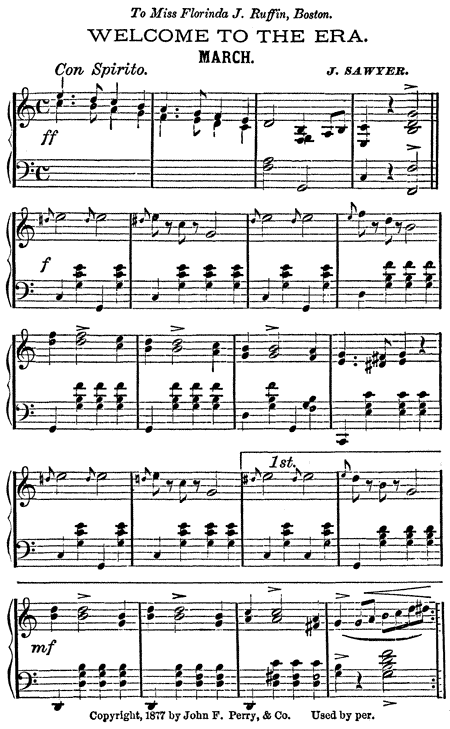 To Miss Florinda J. Ruffin, Boston.
WELCOME TO THE ERA.
MARCH.
Con Spirito. J. SAWYER.
ff
f
1st.
mf
Copyright, 1877 by John F. Perry, & Co. Used by per.